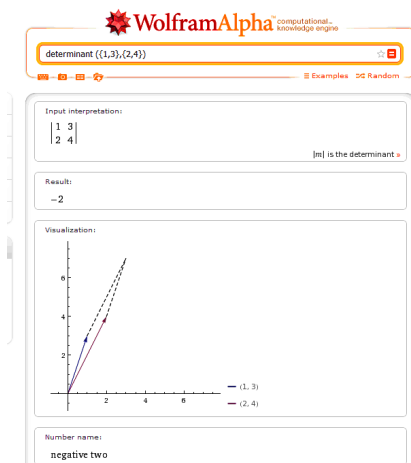 WolframAlpha™ computational... knowledge engine
determinant ({1,3},{2,4})
Examples Random
Input interpretation:
| 1 3 |
| 2 4 |
|m| is the determinant »
Result:
−2
Visualization:
6
4
2
2 4 6
(1, 3)
(2, 4)
Number name:
negative two